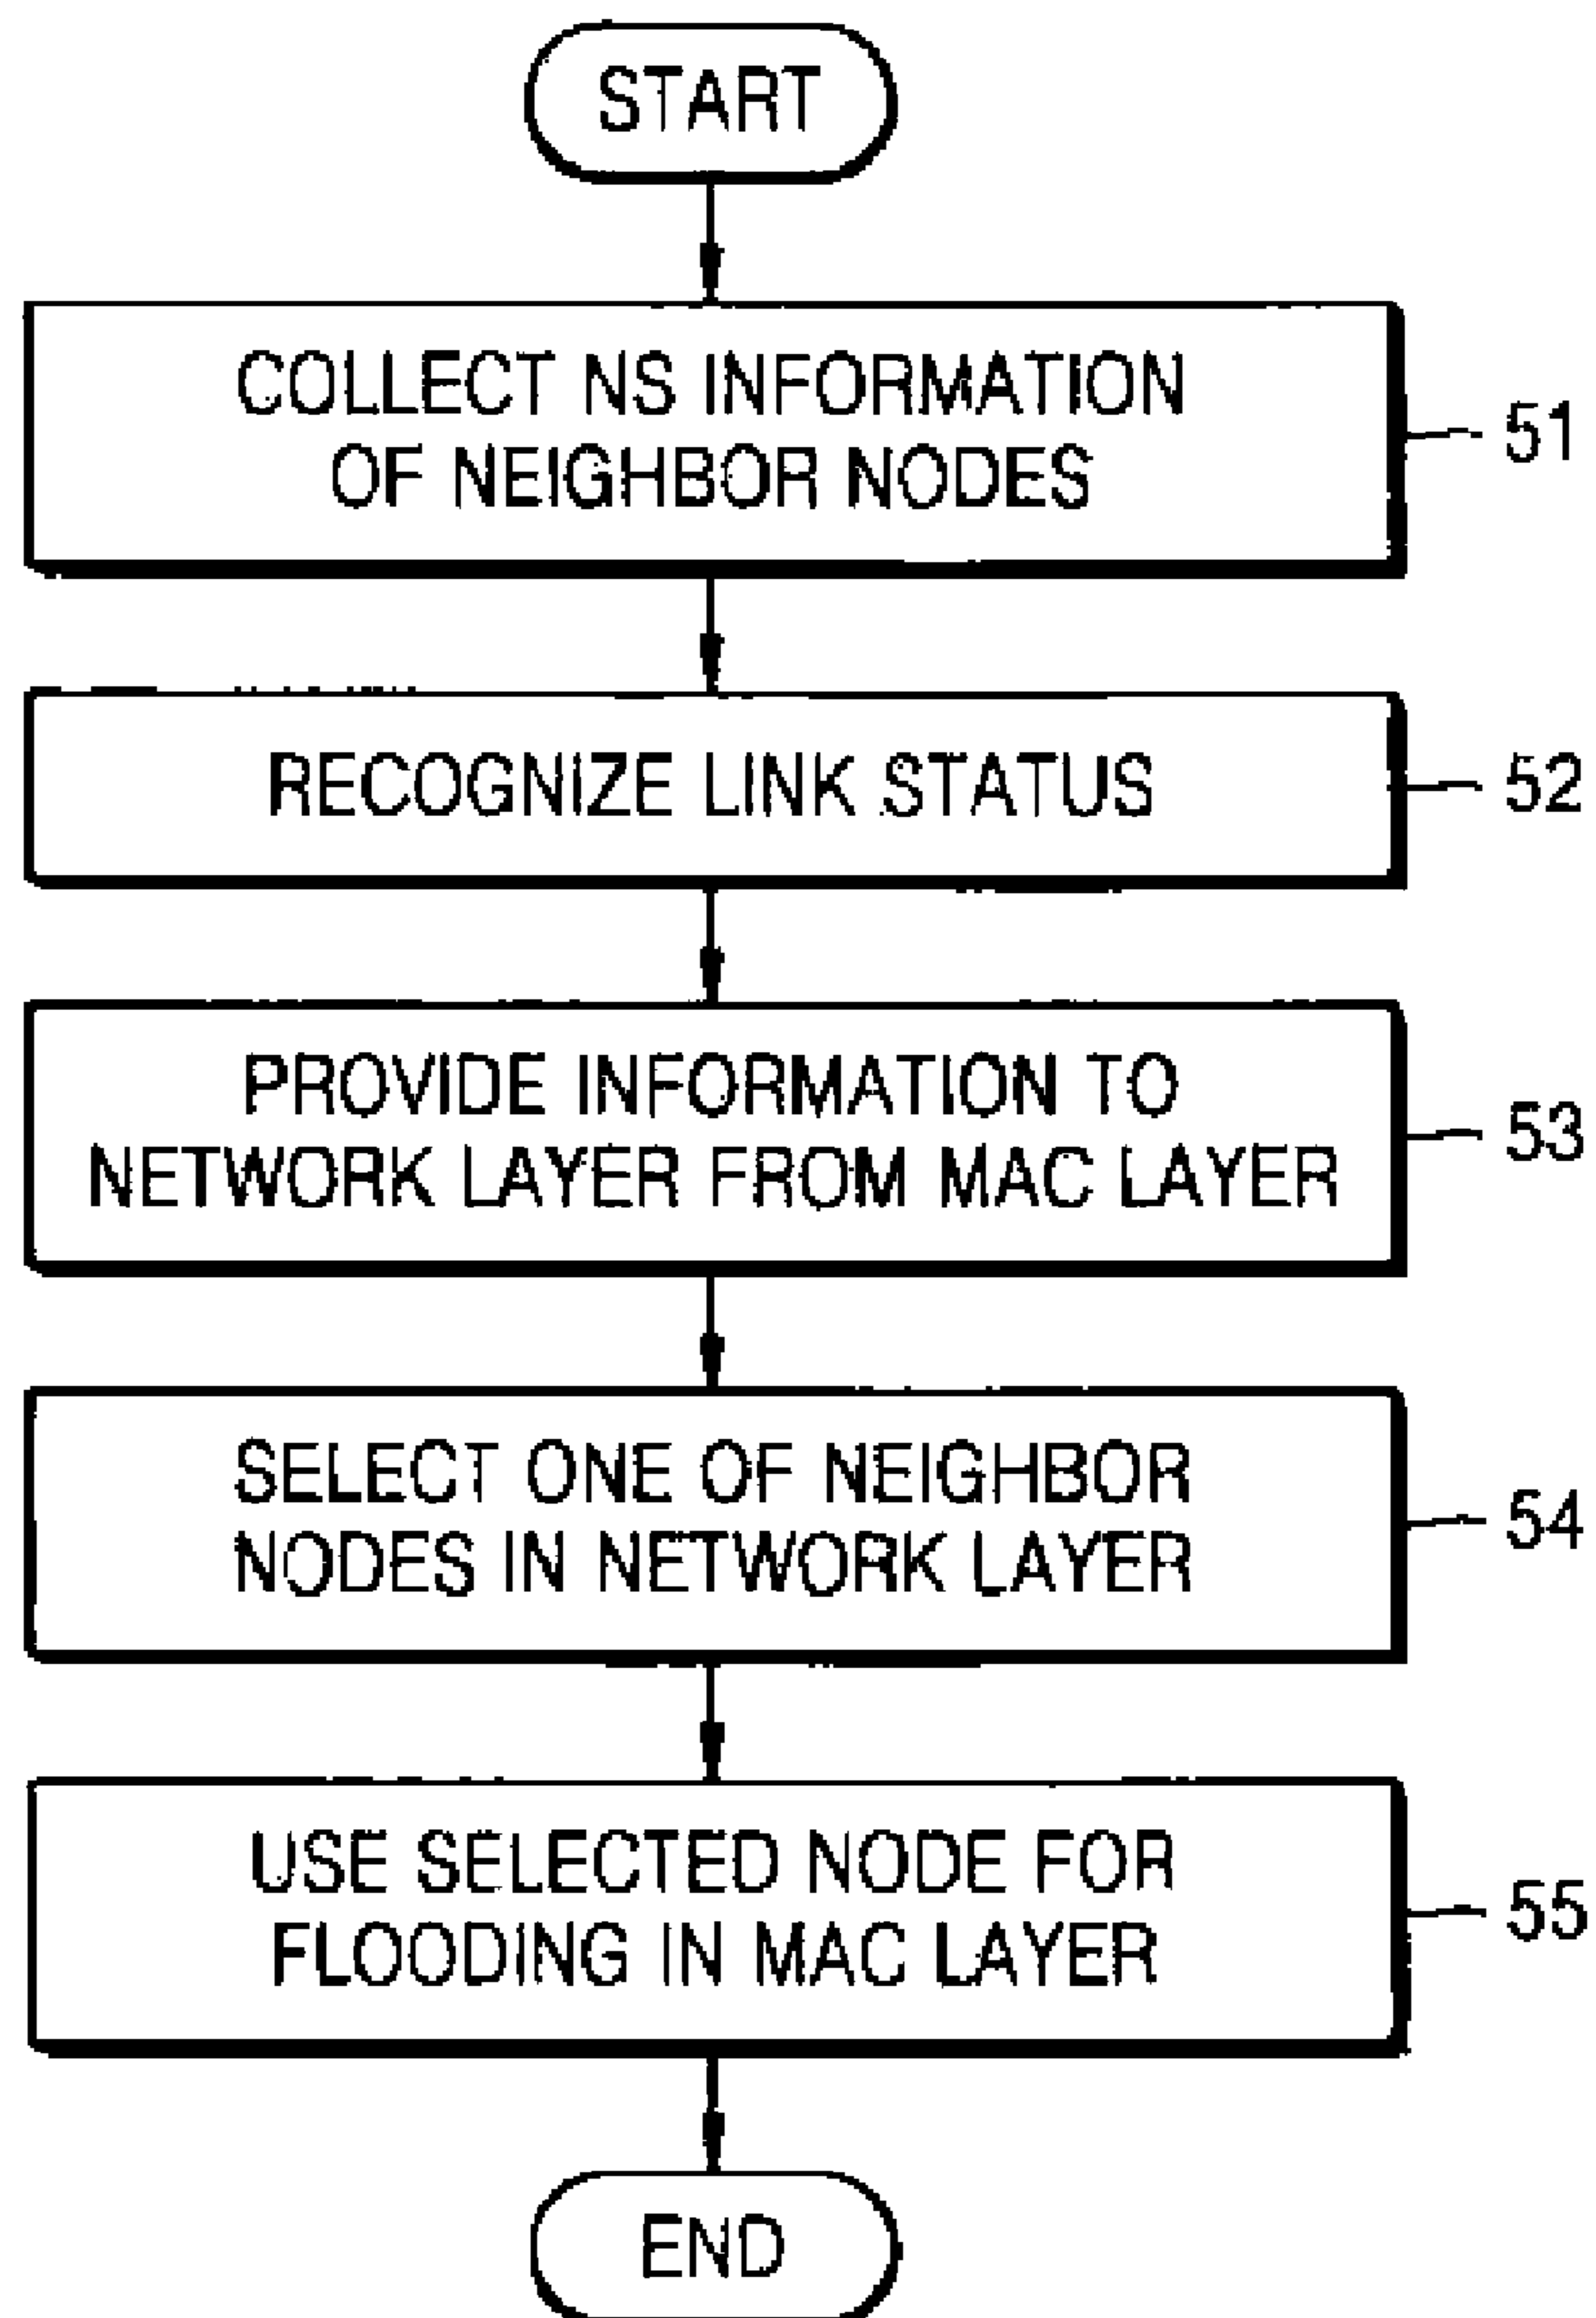 START
COLLECT NS INFORMATION
OF NEIGHBOR NODES
51
RECOGNIZE LINK STATUS
52
PROVIDE INFORMATION TO
NETWORK LAYER FROM MAC LAYER
53
SELECT ONE OF NEIGHBOR
NODES IN NETWORK LAYER
54
USE SELECTED NODE FOR
FLOODING IN MAC LAYER
55
END